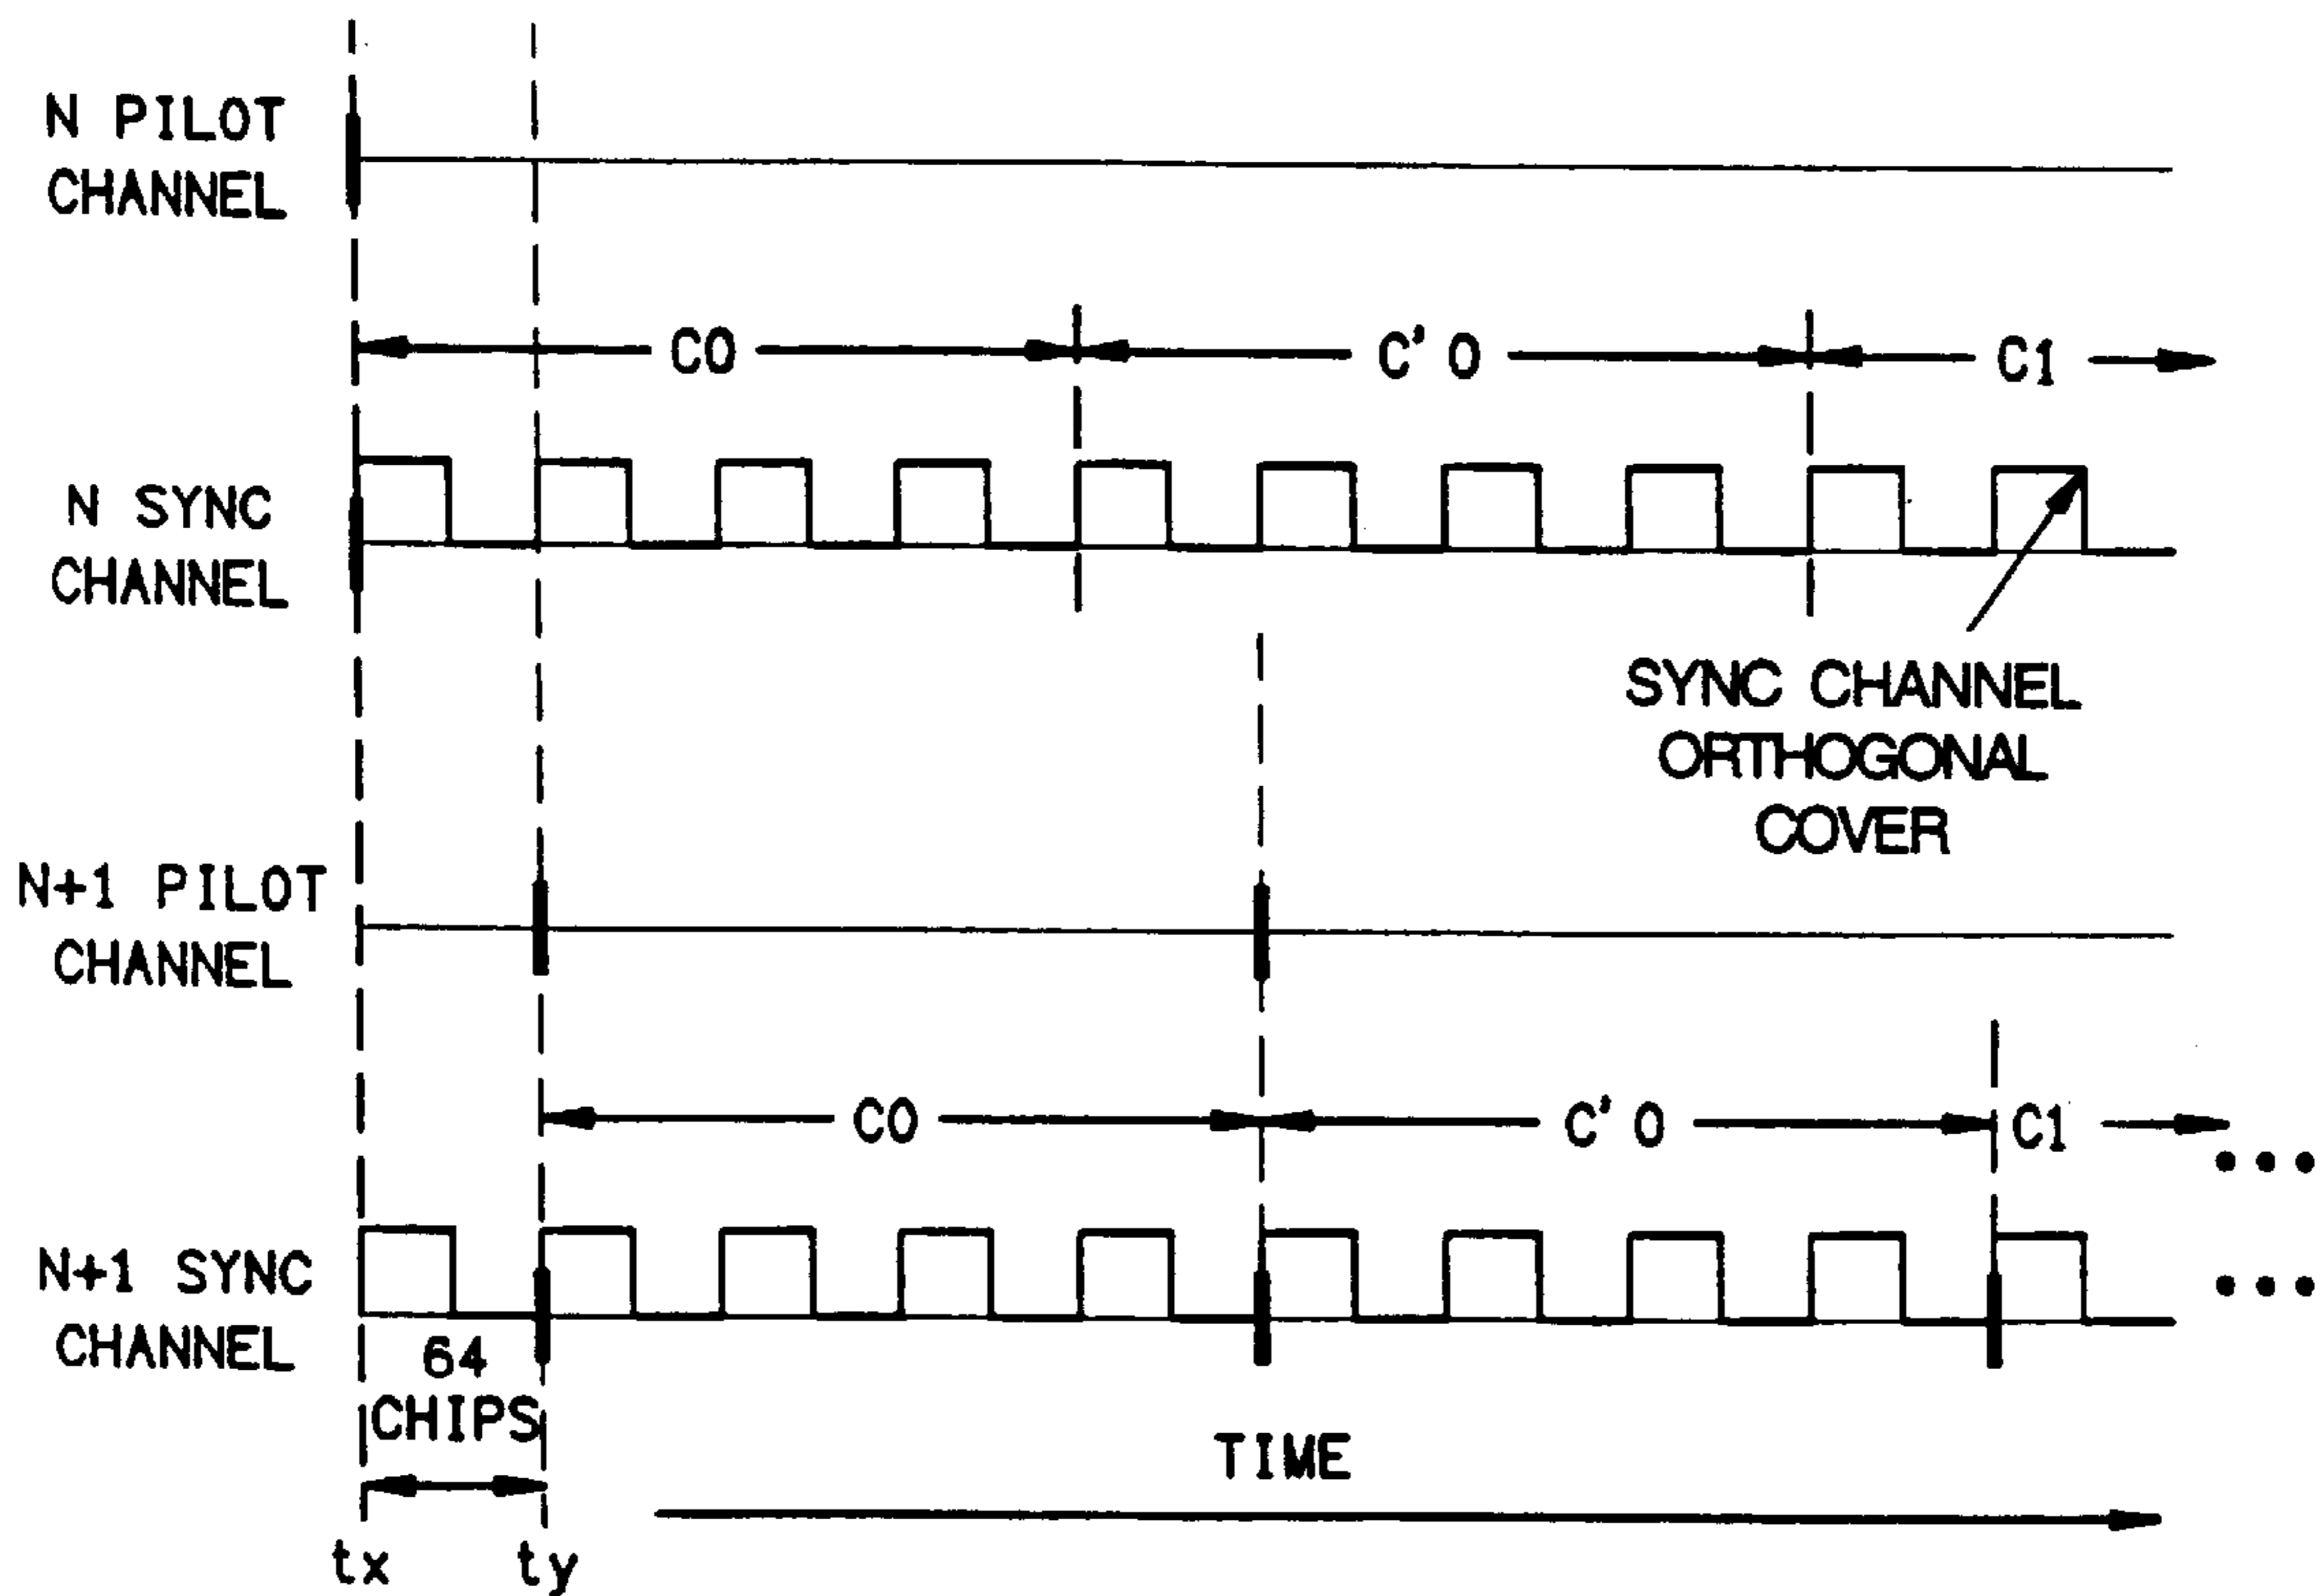 N PILOT
CHANNEL
C0 C'0 C1
N SYNC
CHANNEL
SYNC CHANNEL
ORTHOGONAL
COVER
N+1 PILOT
CHANNEL
C0 C'0 C1
N+1 SYNC
CHANNEL
64
CHIPS
TIME
tx ty